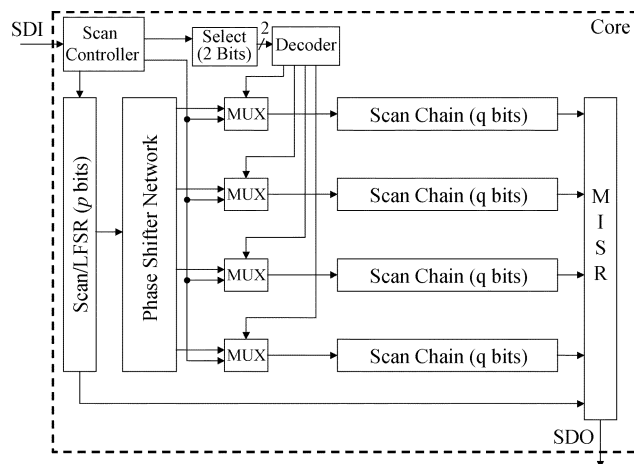 SDI
Scan
Controller
Select
(2 Bits)
2
Decoder
Core
Scan/LFSR (p bits)
Phase Shifter Network
MUX
Scan Chain (q bits)
MUX
Scan Chain (q bits)
MUX
Scan Chain (q bits)
MUX
Scan Chain (q bits)
M
I
S
R
SDO